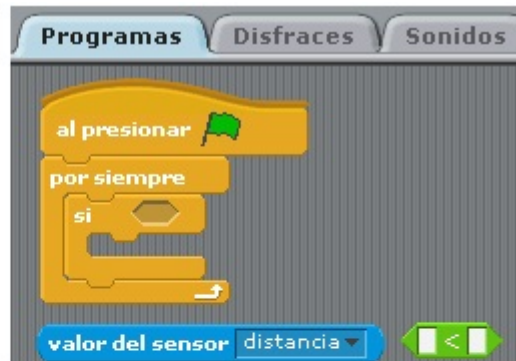 Programas Disfraces Sonidos
al presionar
por siempre
si
valor del sensor distancia <